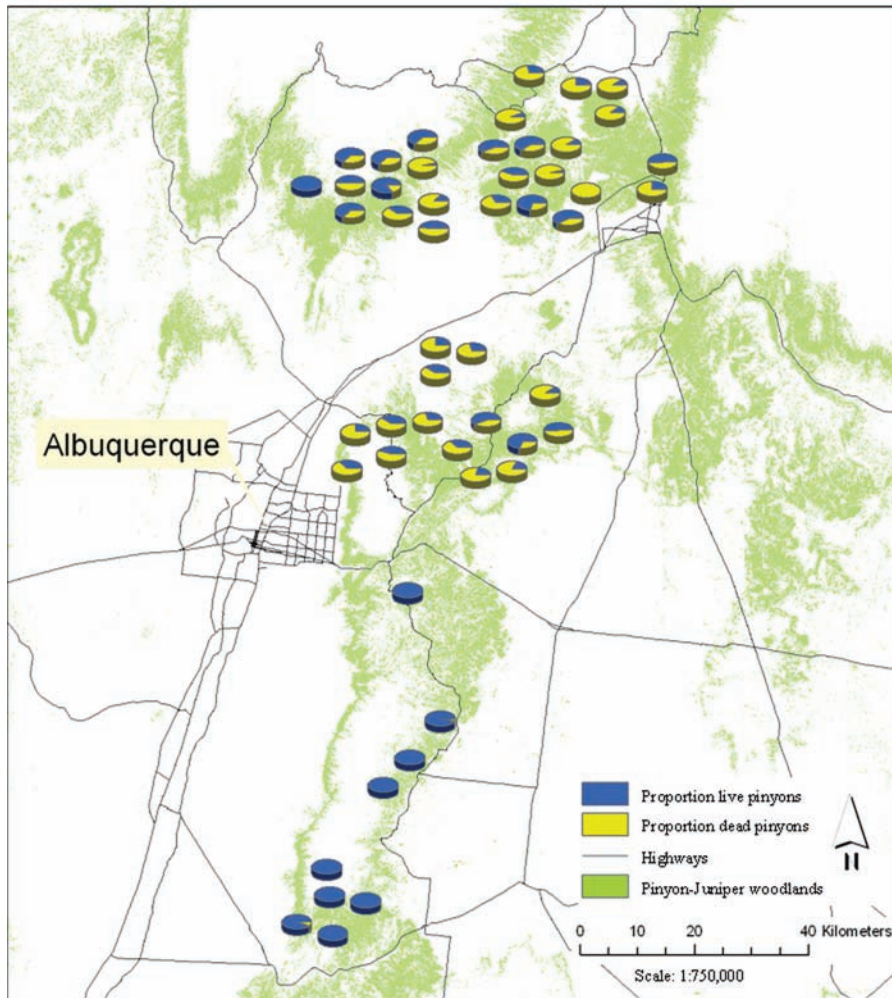 Albuquerque
Proportion live pinyons
Proportion dead pinyons
Highways
Pinyon-Juniper woodlands
N
0 10 20 40 Kilometers
Scale: 1:750,000